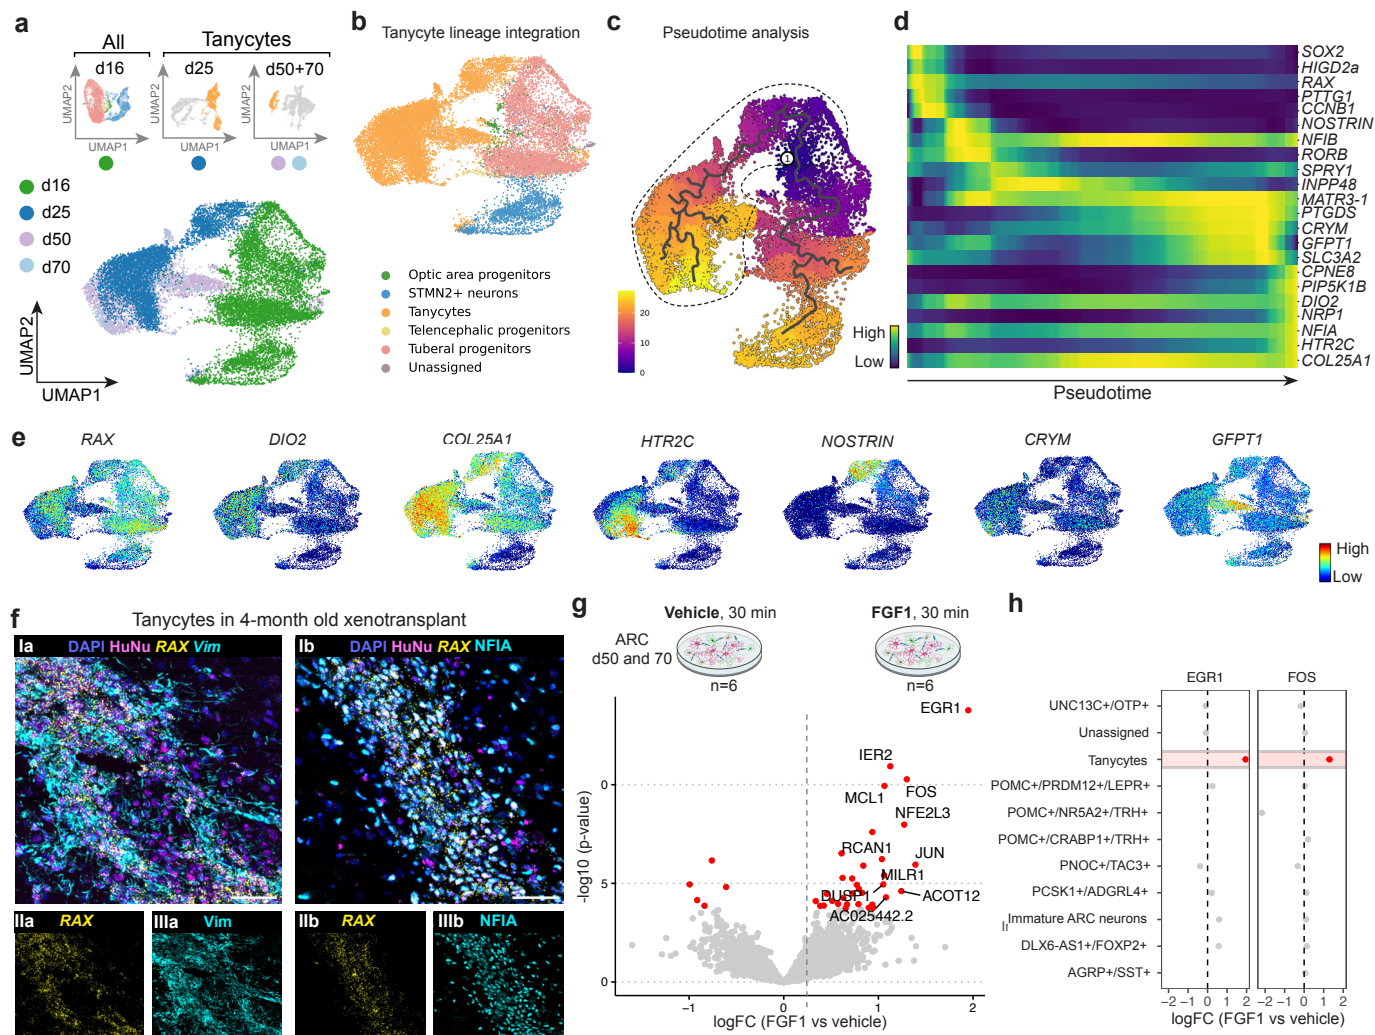 a
All
Tanycytes
d16
d25
d50+70
UMAP2
UMAP2
UMAP2
UMAP1
UMAP1
UMAP1
d16
d25
d50
d70
UMAP2
UMAP1
b
Tanycyte lineage integration
Optic area progenitors
STMN2+ neurons
Tanycytes
Telencephalic progenitors
Tuberal progenitors
Unassigned
c
Pseudotime analysis
1
20
10
0
High
Low
d
SOX2
HIGD2a
RAX
PTTG1
CCNB1
NOSTRIN
NFIB
RORB
SPRY1
INPP48
MATR3-1
PTGDS
CRYM
GFPT1
SLC3A2
CPNE8
PIP5K1B
DIO2
NRP1
NFIA
HTR2C
COL25A1
Pseudotime
e
RAX
DIO2
COL25A1
HTR2C
NOSTRIN
CRYM
GFPT1
High
Low
f
Tanycytes in 4-month old xenotransplant
Ia
DAPI HuNu RAX Vim
Ib
DAPI HuNu RAX NFIA
IIa
RAX
IIIa
Vim
IIb
RAX
IIIb
NFIA
g
Vehicle, 30 min
FGF1, 30 min
ARC
d50 and 70
n=6
n=6
EGR1
IER2
FOS
MCL1
NFE2L3
RCAN1
JUN
MILR1
DUSP1
ACOT12
AC025442.2
-log10 (p-value)
0
5
0
−1
0
1
2
logFC (FGF1 vs vehicle)
h
EGR1
FOS
UNC13C+/OTP+
Unassigned
Tanycytes
POMC+/PRDM12+/LEPR+
POMC+/NR5A2+/TRH+
POMC+/CRABP1+/TRH+
PNOC+/TAC3+
PCSK1+/ADGRL4+
Immature ARC neurons
DLX6-AS1+/FOXP2+
AGRP+/SST+
−2 −1 0 1 2
−2 −1 0 1 2
logFC (FGF1 vs vehicle)